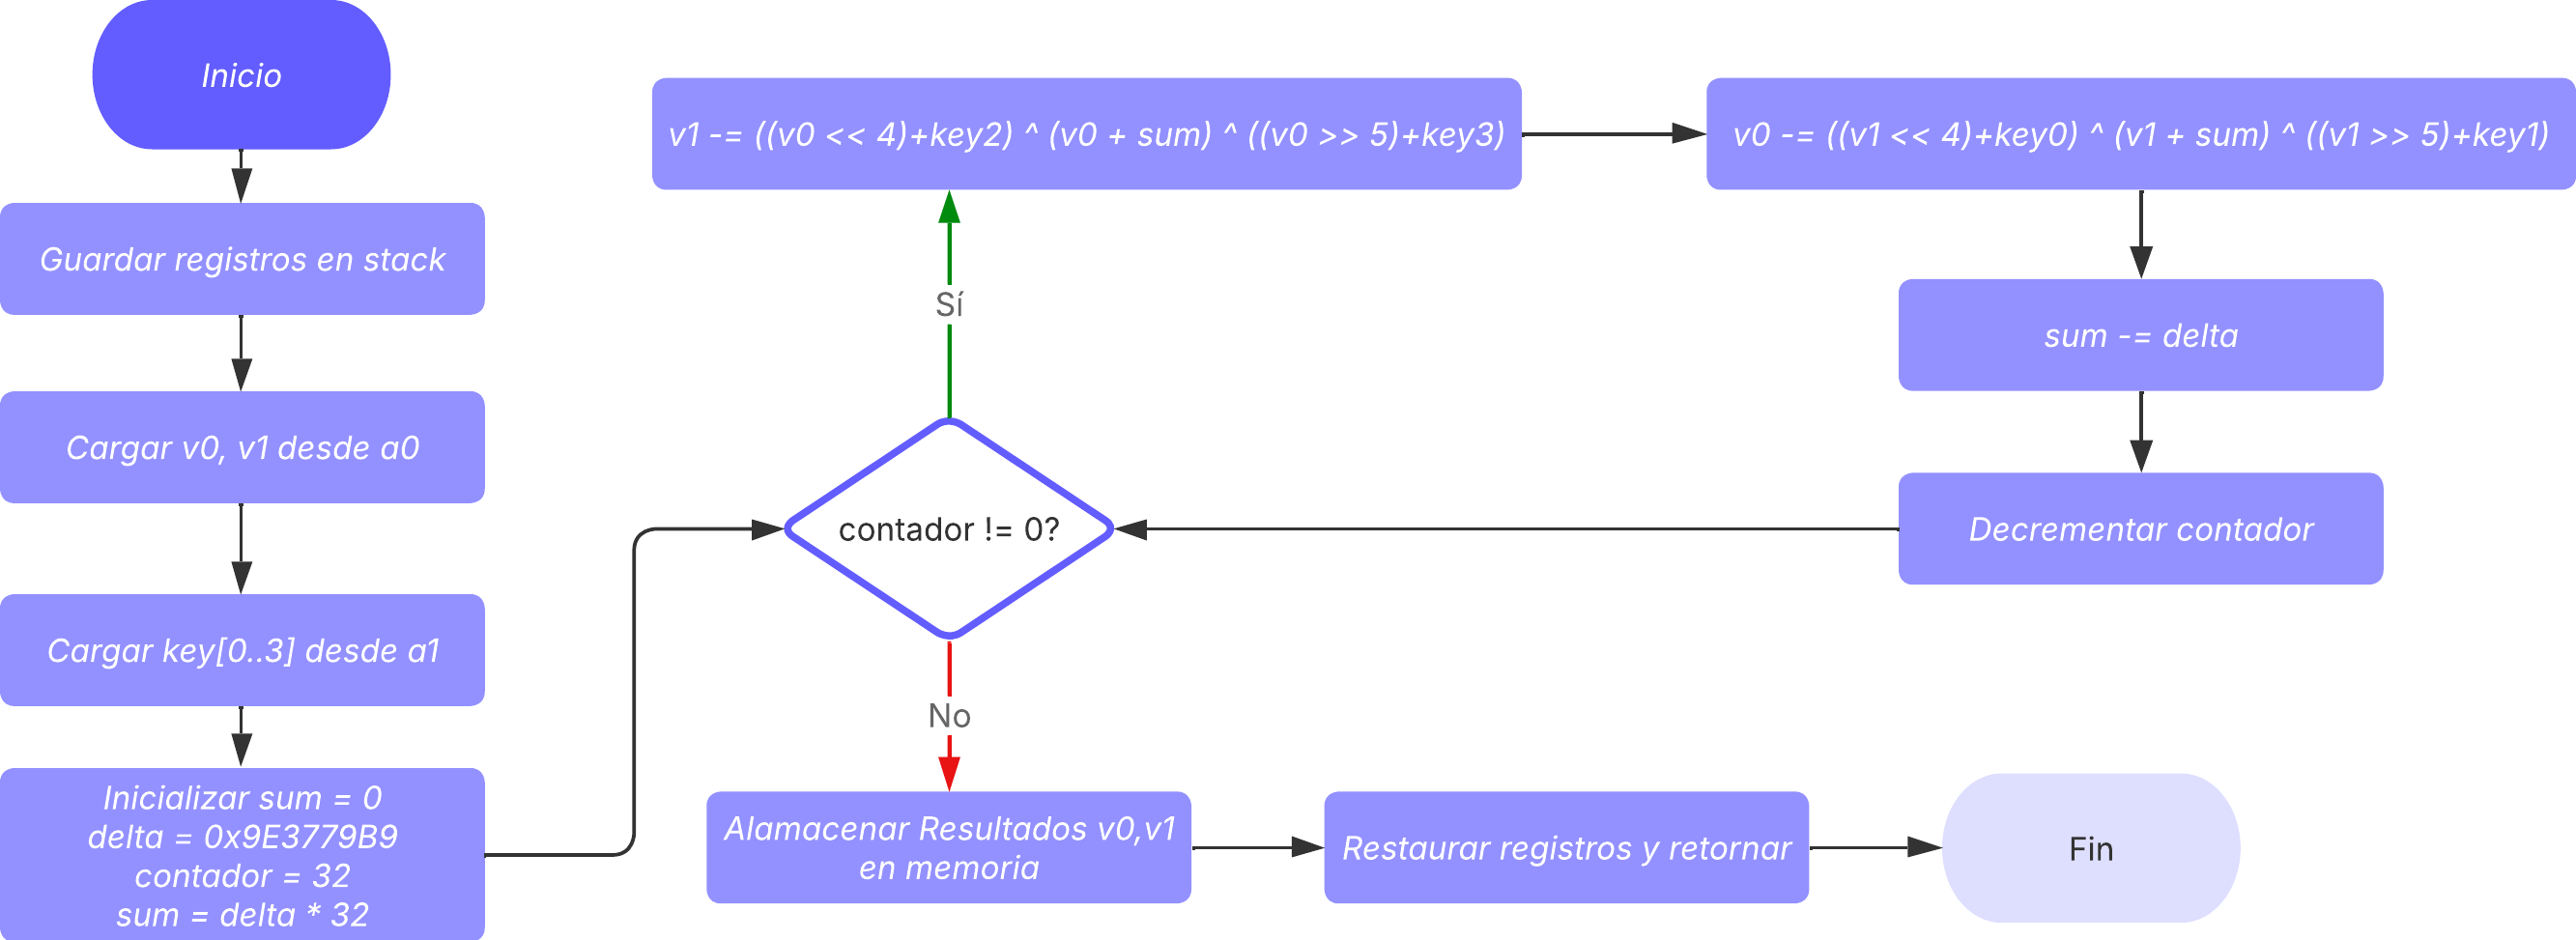 Inicio
Guardar registros en stack
Cargar v0, v1 desde a0
Cargar key[0..3] desde a1
Inicializar sum = 0
delta = 0x9E3779B9
contador = 32
sum = delta * 32
contador != 0?
Sí
v1 -= ((v0 << 4)+key2) ^ (v0 + sum) ^ ((v0 >> 5)+key3)
v0 -= ((v1 << 4)+key0) ^ (v1 + sum) ^ ((v1 >> 5)+key1)
sum -= delta
Decrementar contador
No
Alamacenar Resultados v0,v1
en memoria
Restaurar registros y retornar
Fin